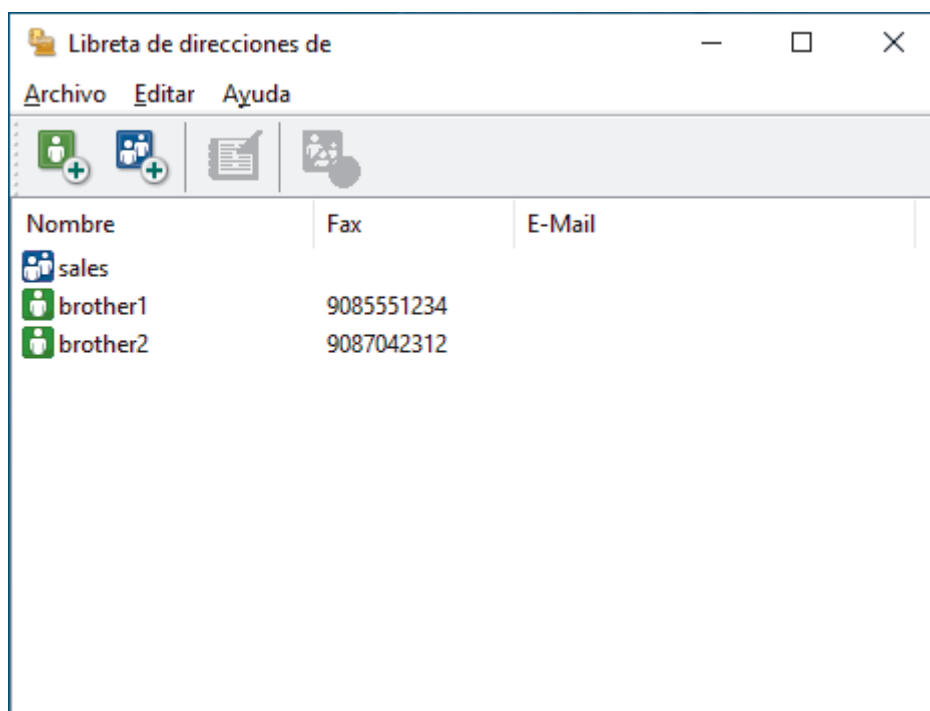 Libreta de direcciones de
Archivo Editar Ayuda
Nombre Fax E-Mail
sales
brother1 9085551234
brother2 9087042312